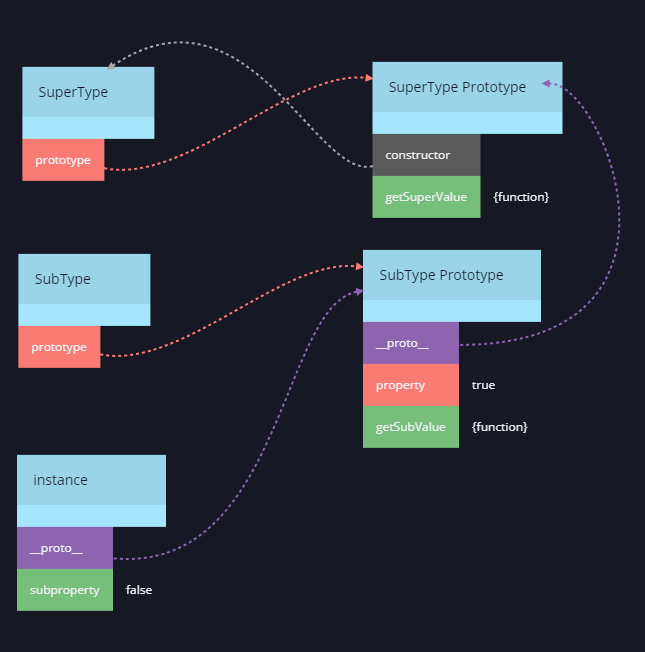 SuperType
prototype
SuperType Prototype
constructor
getSuperValue {function}
SubType
prototype
SubType Prototype
__proto__
property true
getSubValue {function}
instance
__proto__
subproperty false